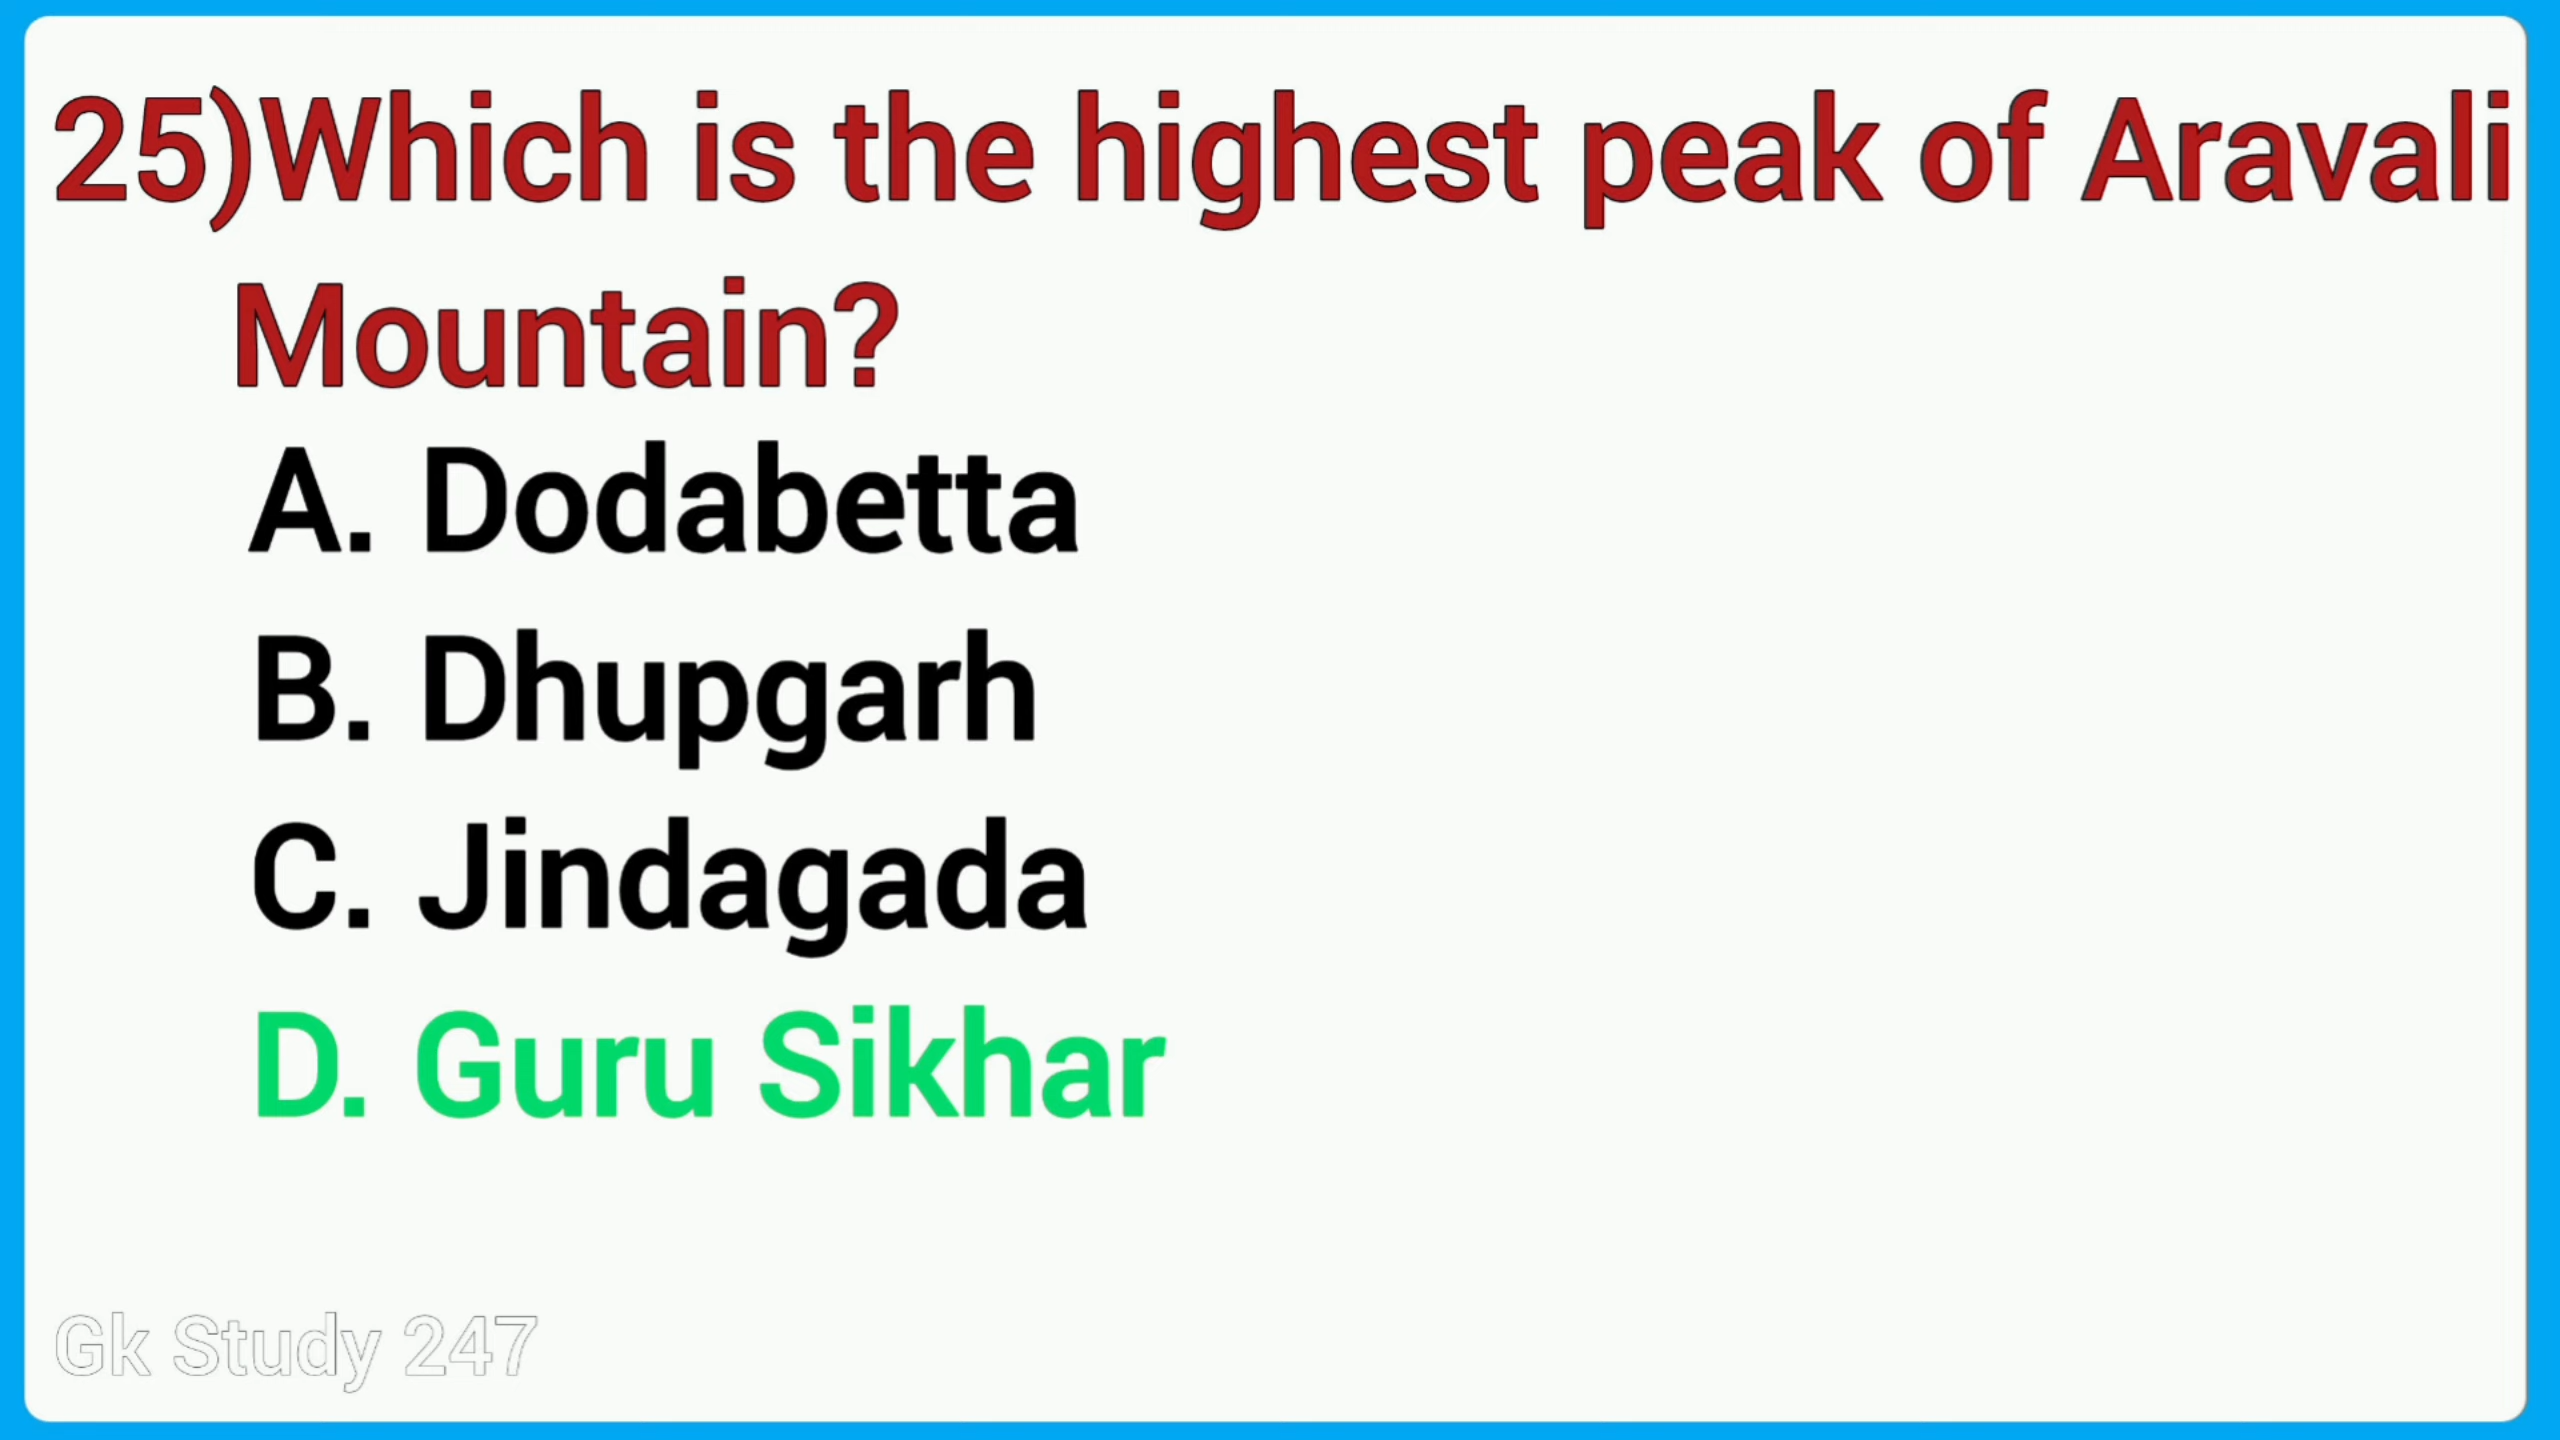 25)Which is the highest peak of Aravali
Mountain?
A. Dodabetta
B. Dhupgarh
C. Jindagada
D. Guru Sikhar
Gk Study 247